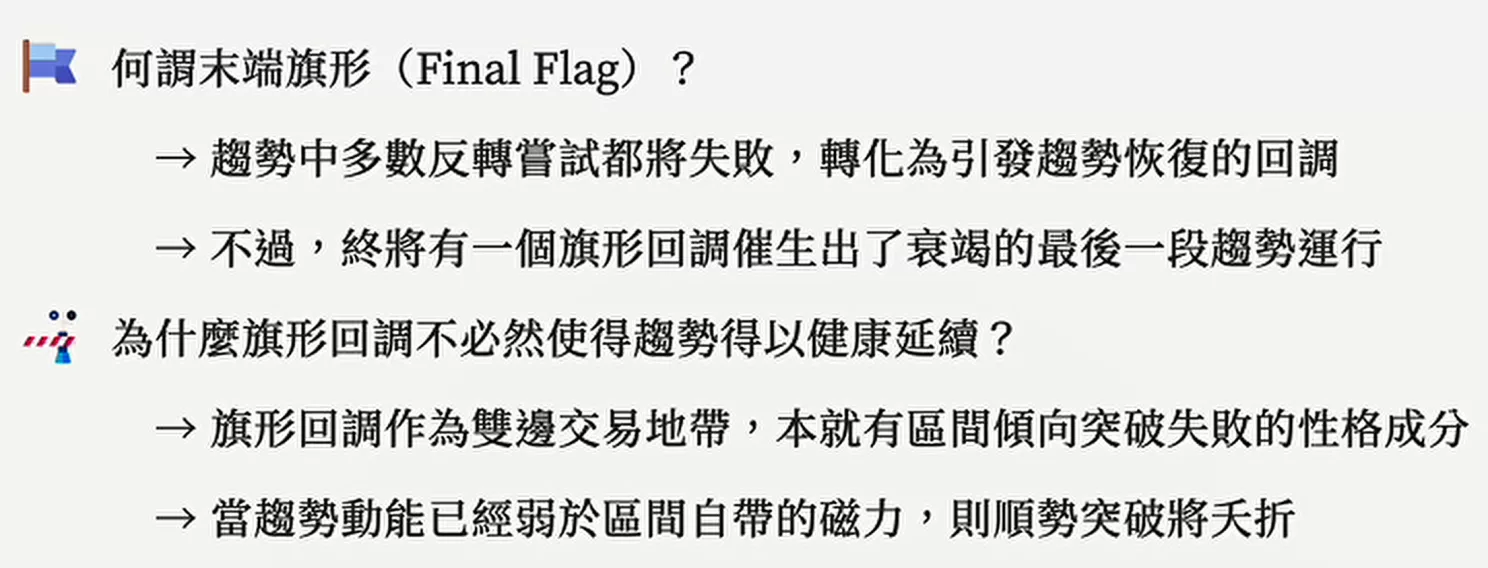 何謂末端旗形（Final Flag）？
→ 趨勢中多數反轉嘗試都將失敗，轉化為引發趨勢恢復的回調
→ 不過，終將有一個旗形回調催生出了衰竭的最後一段趨勢運行
為什麼旗形回調不必然使得趨勢得以健康延續？
→ 旗形回調作為雙邊交易地帶，本就有區間傾向突破失敗的性格成分
→ 當趨勢動能已經弱於區間自帶的磁力，則順勢突破將夭折